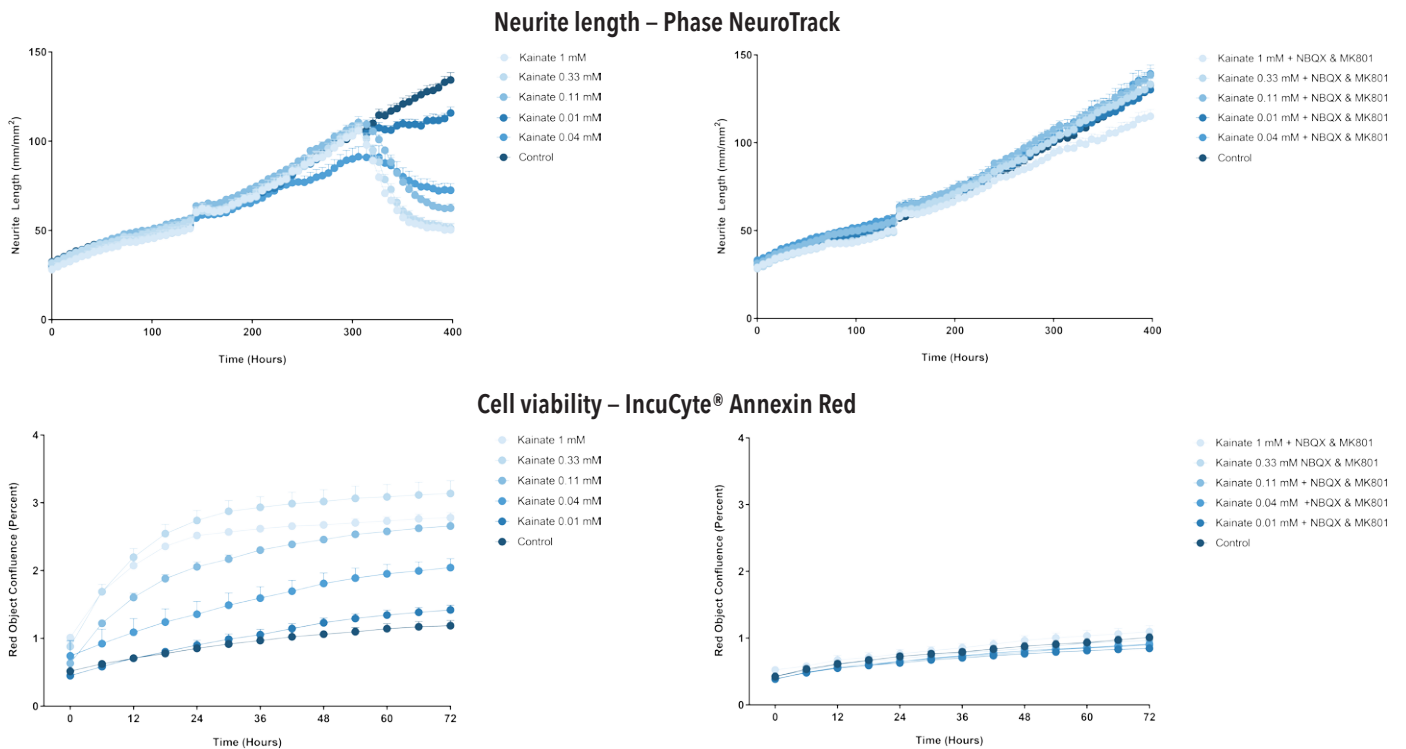 Neurite length – Phase NeuroTrack
150
100
50
0
Neurite Length (mm/mm²)
0 100 200 300 400
Time (Hours)
Kainate 1 mM
Kainate 0.33 mM
Kainate 0.11 mM
Kainate 0.01 mM
Kainate 0.04 mM
Control
150
100
50
0
Neurite Length (mm/mm²)
0 100 200 300 400
Time (Hours)
Kainate 1 mM + NBQX & MK801
Kainate 0.33 mM + NBQX & MK801
Kainate 0.11 mM + NBQX & MK801
Kainate 0.01 mM + NBQX & MK801
Kainate 0.04 mM + NBQX & MK801
Control
Cell viability – IncuCyte® Annexin Red
4
3
2
1
0
Red Object Confluence (Percent)
0 12 24 36 48 60 72
Time (Hours)
Kainate 1 mM
Kainate 0.33 mM
Kainate 0.11 mM
Kainate 0.04 mM
Kainate 0.01 mM
Control
4
3
2
1
0
Red Object Confluence (Percent)
0 12 24 36 48 60 72
Time (Hours)
Kainate 1 mM + NBQX & MK801
Kainate 0.33 mM NBQX & MK801
Kainate 0.11 mM + NBQX & MK801
Kainate 0.04 mM +NBQX & MK801
Kainate 0.01 mM + NBQX & MK801
Control